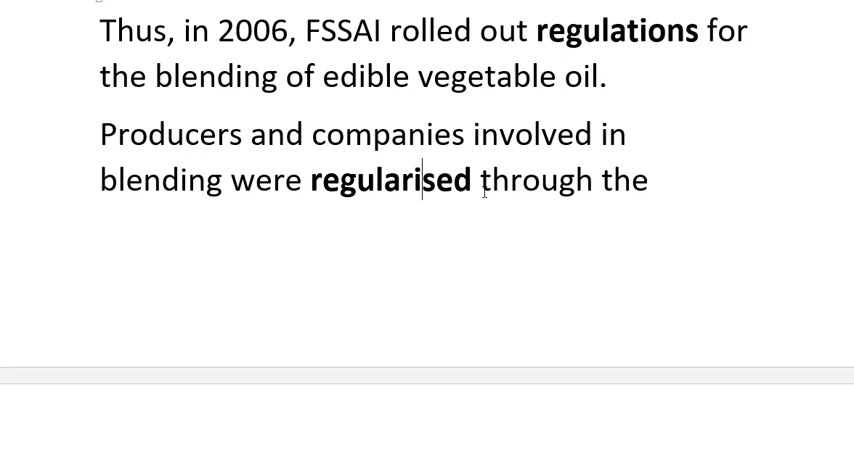 Thus, in 2006, FSSAI rolled out regulations for
the blending of edible vegetable oil.
Producers and companies involved in
blending were regularised through the